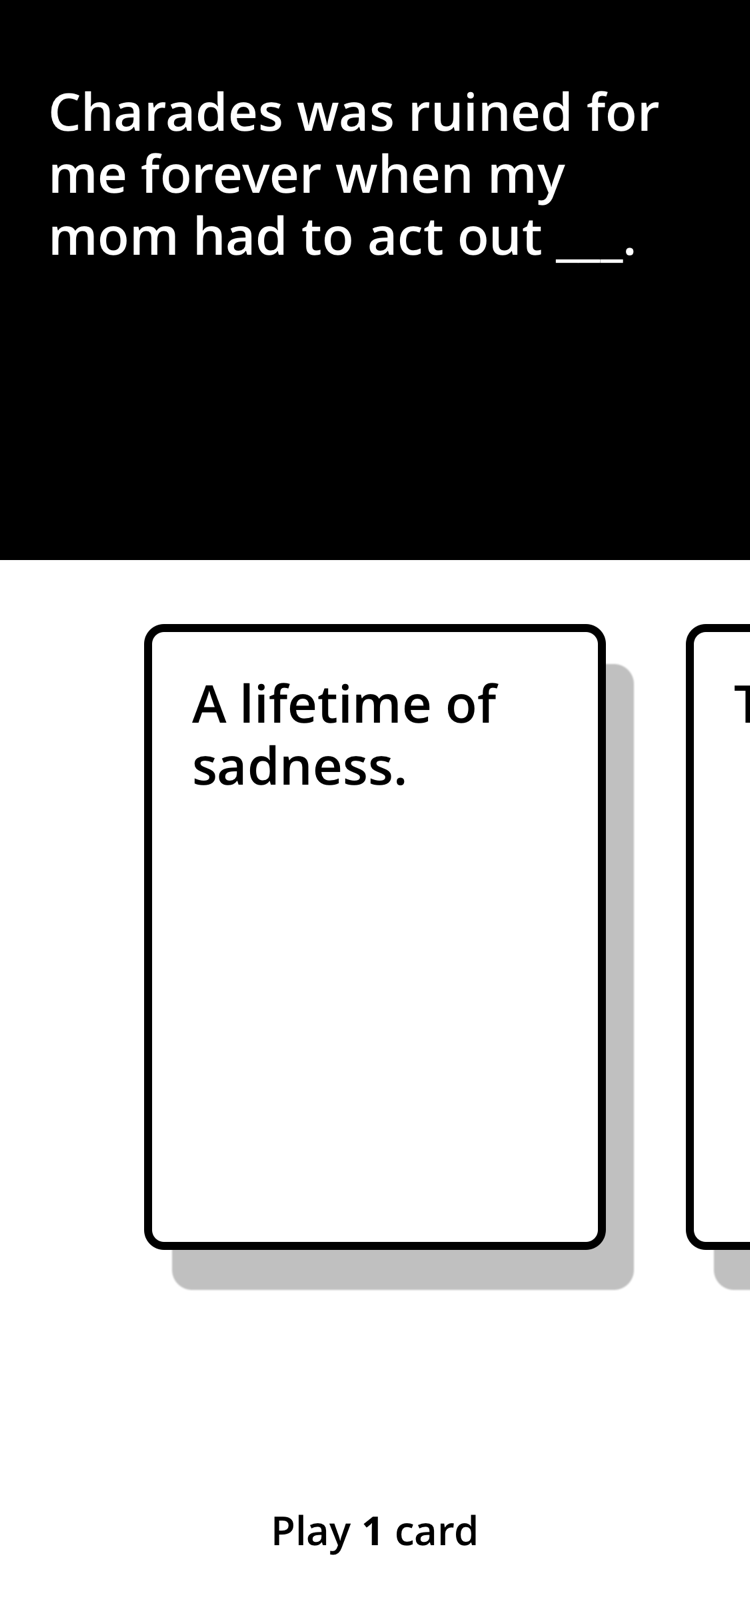 Charades was ruined for
me forever when my
mom had to act out ___.
A lifetime of
sadness.
Play 1 card